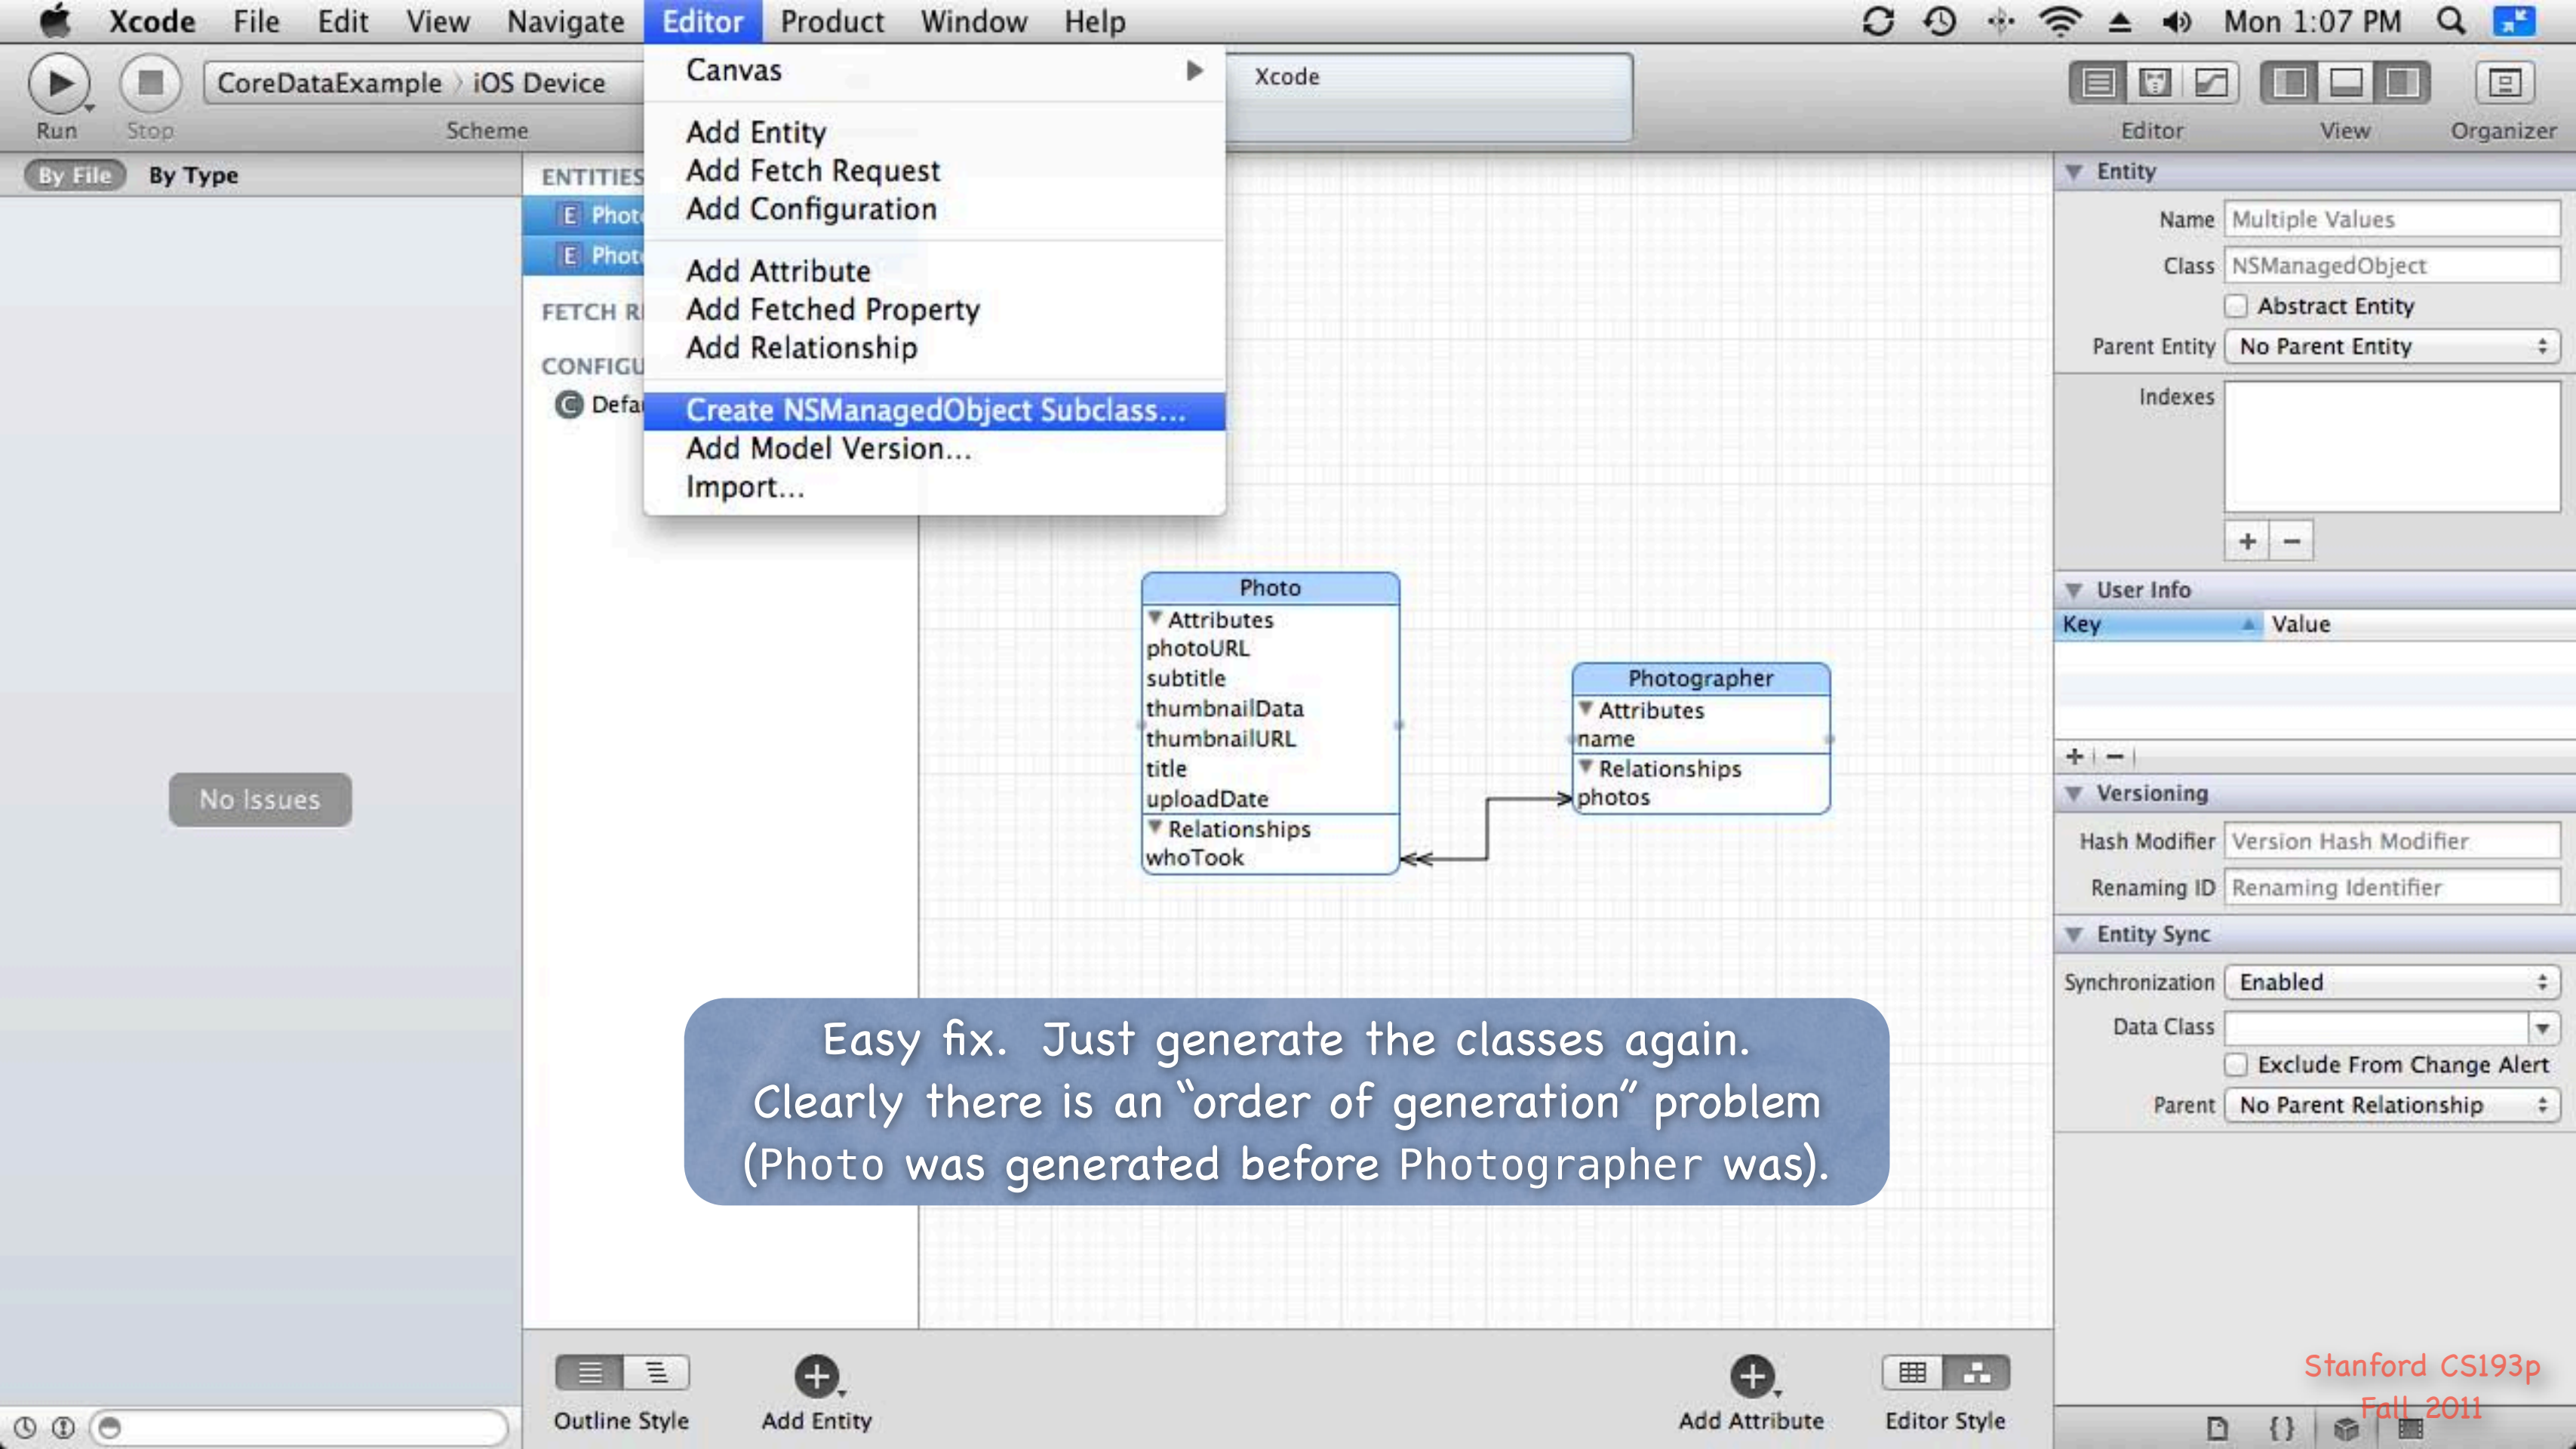 Xcode File Edit View Navigate Editor Product Window Help Mon 1:07 PM
CoreDataExample iOS Device
Run Stop Scheme
Xcode
Editor View Organizer
By File By Type
ENTITIES
E Phot
E Phot
FETCH R
CONFIGU
C Defa
Canvas
Add Entity
Add Fetch Request
Add Configuration
Add Attribute
Add Fetched Property
Add Relationship
Create NSManagedObject Subclass...
Add Model Version...
Import...
No Issues
Photo
Attributes
photoURL
subtitle
thumbnailData
thumbnailURL
title
uploadDate
Relationships
whoTook
Photographer
Attributes
name
Relationships
photos
Easy fix. Just generate the classes again.
Clearly there is an “order of generation” problem
(Photo was generated before Photographer was).
Entity
Name Multiple Values
Class NSManagedObject
Abstract Entity
Parent Entity No Parent Entity
Indexes
User Info
Key Value
Versioning
Hash Modifier Version Hash Modifier
Renaming ID Renaming Identifier
Entity Sync
Synchronization Enabled
Data Class
Exclude From Change Alert
Parent No Parent Relationship
Outline Style Add Entity Add Attribute Editor Style
Stanford CS193p
Fall 2011